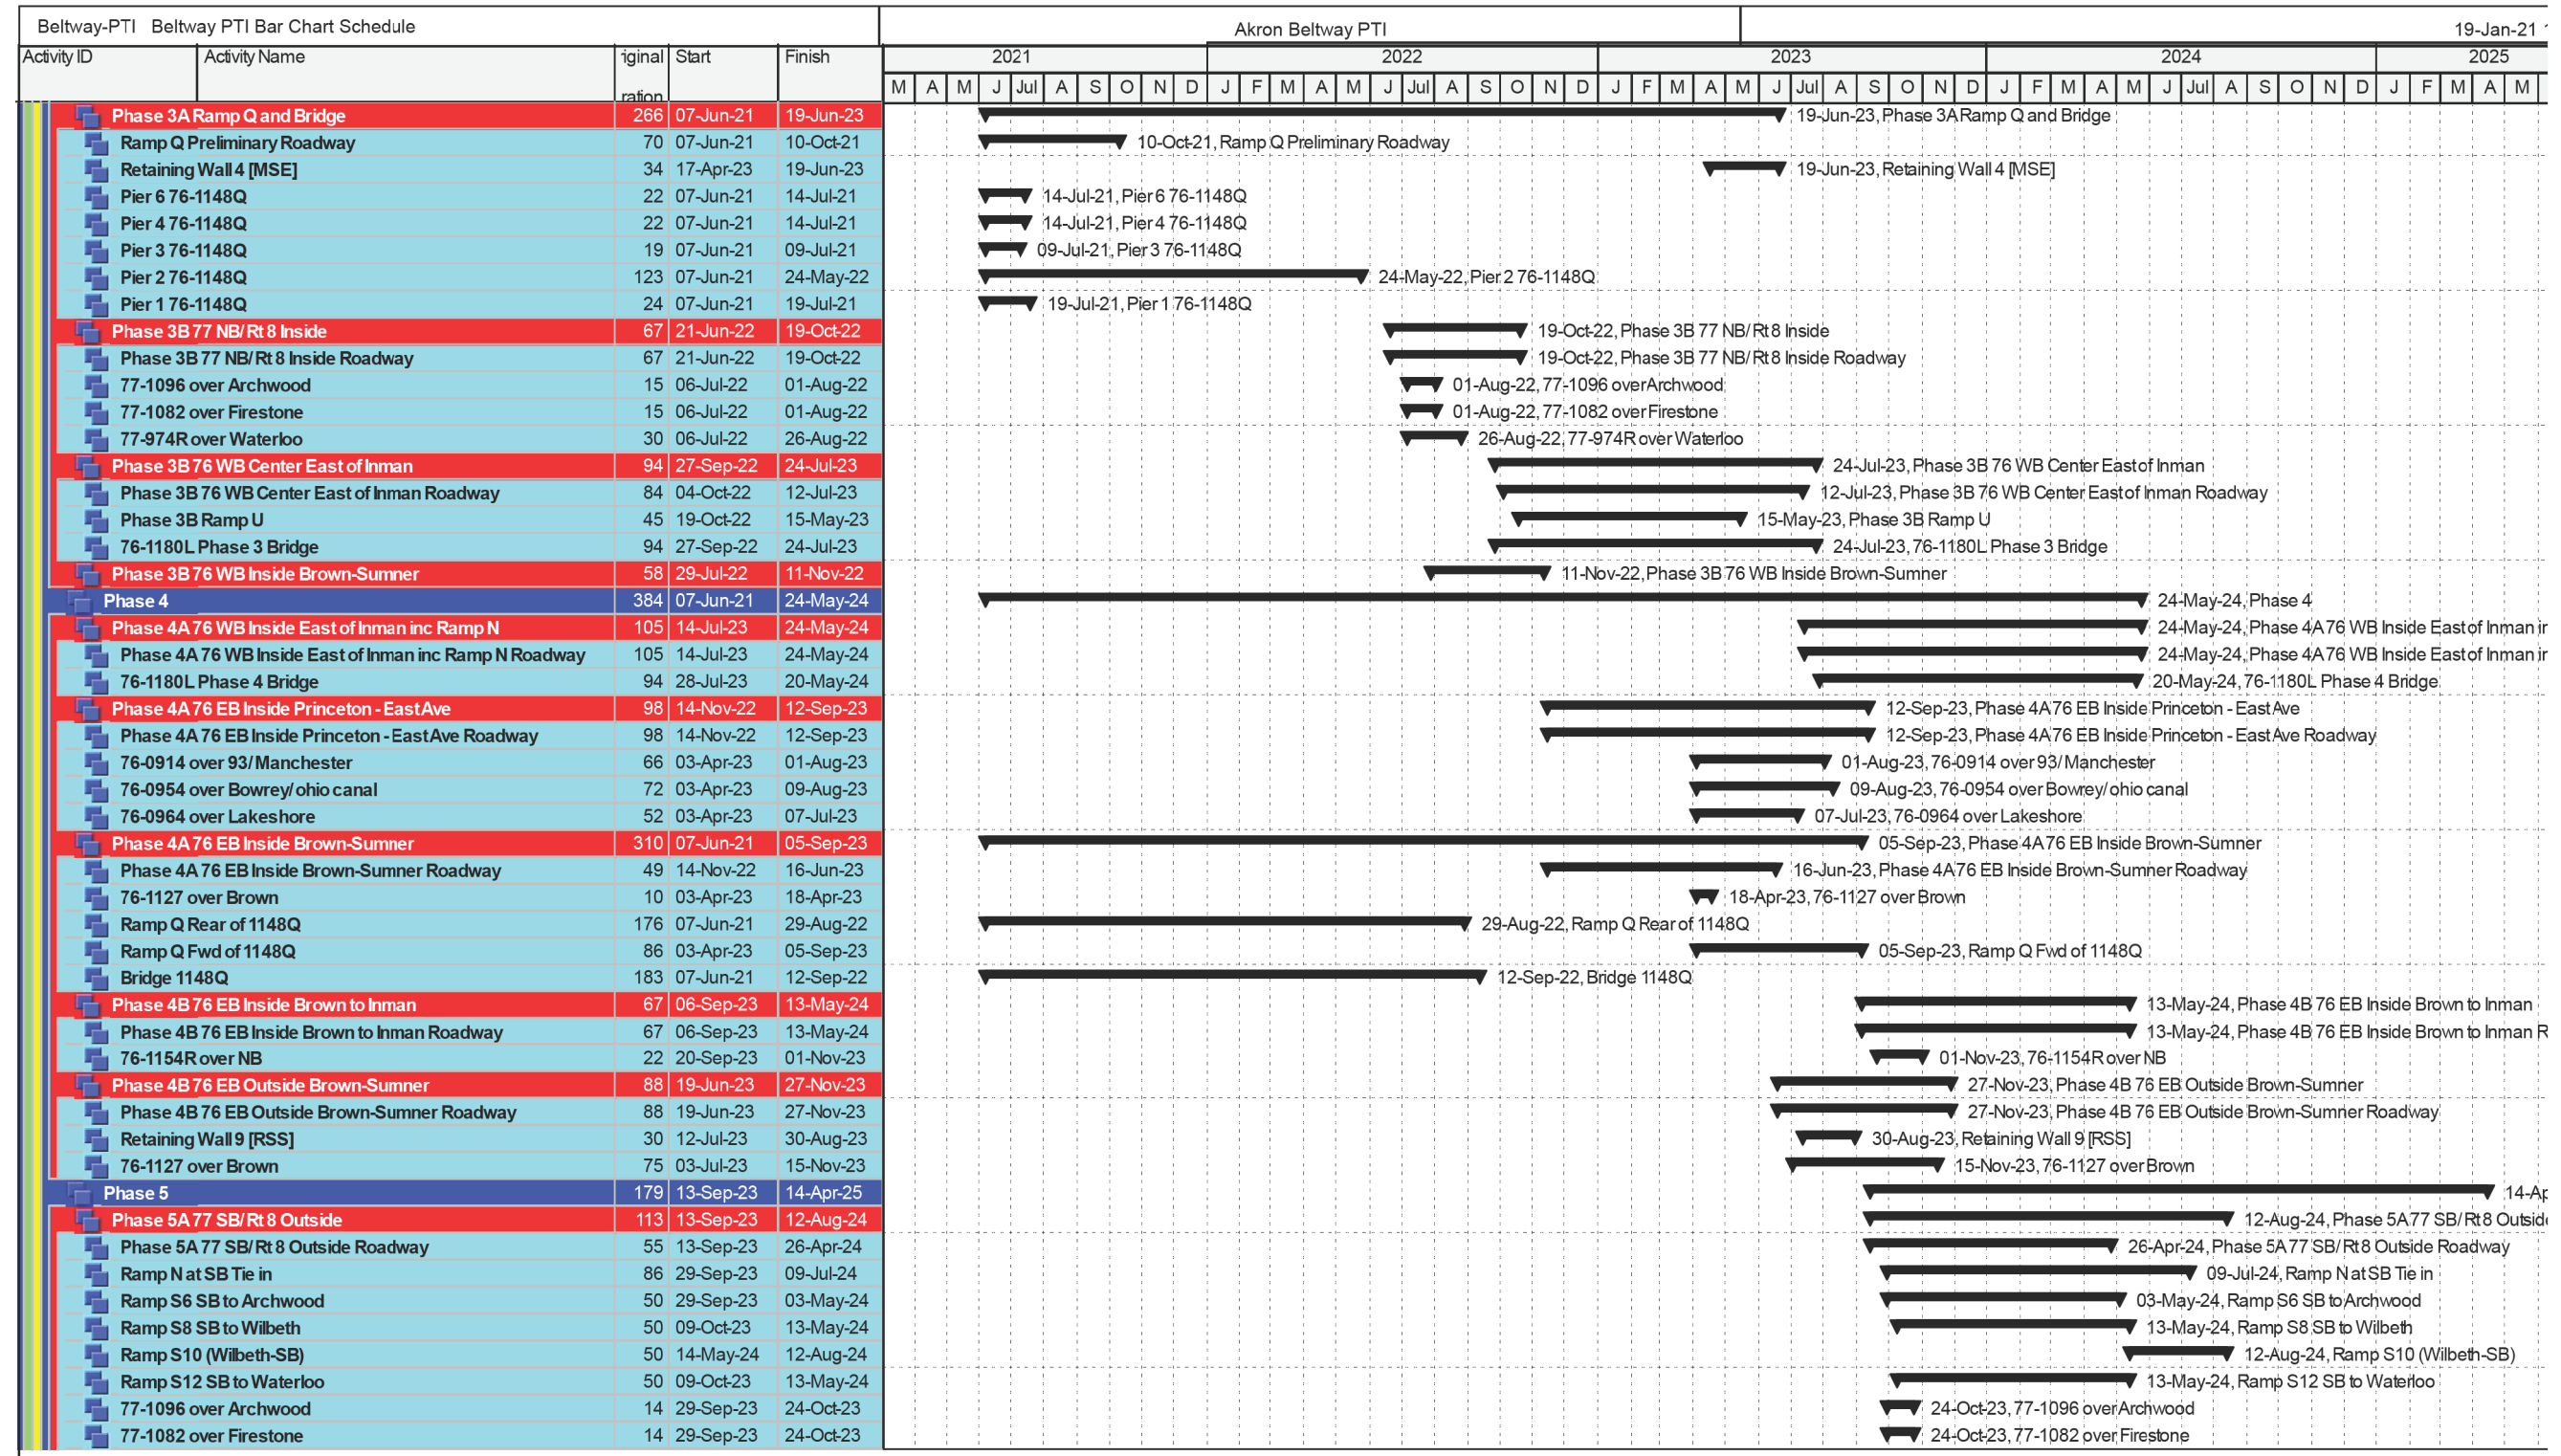 Beltway-PTI Beltway PTI Bar Chart Schedule Akron Beltway PTI 19-Jan-21
Activity ID Activity Name iginal ration Start Finish 2021 2022 2023 2024 2025
M A M J Jul A S O N D J F M A M J Jul A S O N D J F M A M J Jul A S O N D J F M A M J Jul A S O N D J F M A M
Phase 3A Ramp Q and Bridge 266 07-Jun-21 19-Jun-23 19-Jun-23, Phase 3A Ramp Q and Bridge
Ramp Q Preliminary Roadway 70 07-Jun-21 10-Oct-21 10-Oct-21, Ramp Q Preliminary Roadway
Retaining Wall 4 [MSE] 34 17-Apr-23 19-Jun-23 19-Jun-23, Retaining Wall 4 [MSE]
Pier 6 76-1148Q 22 07-Jun-21 14-Jul-21 14-Jul-21, Pier 6 76-1148Q
Pier 4 76-1148Q 22 07-Jun-21 14-Jul-21 14-Jul-21, Pier 4 76-1148Q
Pier 3 76-1148Q 19 07-Jun-21 09-Jul-21 09-Jul-21, Pier 3 76-1148Q
Pier 2 76-1148Q 123 07-Jun-21 24-May-22 24-May-22, Pier 2 76-1148Q
Pier 1 76-1148Q 24 07-Jun-21 19-Jul-21 19-Jul-21, Pier 1 76-1148Q
Phase 3B 77 NB/ Rt 8 Inside 67 21-Jun-22 19-Oct-22 19-Oct-22, Phase 3B 77 NB/ Rt 8 Inside
Phase 3B 77 NB/ Rt 8 Inside Roadway 67 21-Jun-22 19-Oct-22 19-Oct-22, Phase 3B 77 NB/ Rt 8 Inside Roadway
77-1096 over Archwood 15 06-Jul-22 01-Aug-22 01-Aug-22, 77-1096 over Archwood
77-1082 over Firestone 15 06-Jul-22 01-Aug-22 01-Aug-22, 77-1082 over Firestone
77-974R over Waterloo 30 06-Jul-22 26-Aug-22 26-Aug-22, 77-974R over Waterloo
Phase 3B 76 WB Center East of Inman 94 27-Sep-22 24-Jul-23 24-Jul-23, Phase 3B 76 WB Center East of Inman
Phase 3B 76 WB Center East of Inman Roadway 84 04-Oct-22 12-Jul-23 12-Jul-23, Phase 3B 76 WB Center East of Inman Roadway
Phase 3B Ramp U 45 19-Oct-22 15-May-23 15-May-23, Phase 3B Ramp U
76-1180L Phase 3 Bridge 94 27-Sep-22 24-Jul-23 24-Jul-23, 76-1180L Phase 3 Bridge
Phase 3B 76 WB Inside Brown-Sumner 58 29-Jul-22 11-Nov-22 11-Nov-22, Phase 3B 76 WB Inside Brown-Sumner
Phase 4 384 07-Jun-21 24-May-24 24-May-24, Phase 4
Phase 4A 76 WB Inside East of Inman inc Ramp N 105 14-Jul-23 24-May-24 24-May-24, Phase 4A 76 WB Inside East of Inman ir
Phase 4A 76 WB Inside East of Inman inc Ramp N Roadway 105 14-Jul-23 24-May-24 24-May-24, Phase 4A 76 WB Inside East of Inman ir
76-1180L Phase 4 Bridge 94 28-Jul-23 20-May-24 20-May-24, 76-1180L Phase 4 Bridge
Phase 4A 76 EB Inside Princeton - East Ave 98 14-Nov-22 12-Sep-23 12-Sep-23, Phase 4A 76 EB Inside Princeton - East Ave
Phase 4A 76 EB Inside Princeton - East Ave Roadway 98 14-Nov-22 12-Sep-23 12-Sep-23, Phase 4A 76 EB Inside Princeton - East Ave Roadway
76-0914 over 93/ Manchester 66 03-Apr-23 01-Aug-23 01-Aug-23, 76-0914 over 93/ Manchester
76-0954 over Bowrey/ ohio canal 72 03-Apr-23 09-Aug-23 09-Aug-23, 76-0954 over Bowrey/ ohio canal
76-0964 over Lakeshore 52 03-Apr-23 07-Jul-23 07-Jul-23, 76-0964 over Lakeshore
Phase 4A 76 EB Inside Brown-Sumner 310 07-Jun-21 05-Sep-23 05-Sep-23, Phase 4A 76 EB Inside Brown-Sumner
Phase 4A 76 EB Inside Brown-Sumner Roadway 49 14-Nov-22 16-Jun-23 16-Jun-23, Phase 4A 76 EB Inside Brown-Sumner Roadway
76-1127 over Brown 10 03-Apr-23 18-Apr-23 18-Apr-23, 76-1127 over Brown
Ramp Q Rear of 1148Q 176 07-Jun-21 29-Aug-22 29-Aug-22, Ramp Q Rear of 1148Q
Ramp Q Fwd of 1148Q 86 03-Apr-23 05-Sep-23 05-Sep-23, Ramp Q Fwd of 1148Q
Bridge 1148Q 183 07-Jun-21 12-Sep-22 12-Sep-22, Bridge 1148Q
Phase 4B 76 EB Inside Brown to Inman 67 06-Sep-23 13-May-24 13-May-24, Phase 4B 76 EB Inside Brown to Inman
Phase 4B 76 EB Inside Brown to Inman Roadway 67 06-Sep-23 13-May-24 13-May-24, Phase 4B 76 EB Inside Brown to Inman R
76-1154R over NB 22 20-Sep-23 01-Nov-23 01-Nov-23, 76-1154R over NB
Phase 4B 76 EB Outside Brown-Sumner 88 19-Jun-23 27-Nov-23 27-Nov-23, Phase 4B 76 EB Outside Brown-Sumner
Phase 4B 76 EB Outside Brown-Sumner Roadway 88 19-Jun-23 27-Nov-23 27-Nov-23, Phase 4B 76 EB Outside Brown-Sumner Roadway
Retaining Wall 9 [RSS] 30 12-Jul-23 30-Aug-23 30-Aug-23, Retaining Wall 9 [RSS]
76-1127 over Brown 75 03-Jul-23 15-Nov-23 15-Nov-23, 76-1127 over Brown
Phase 5 179 13-Sep-23 14-Apr-25 14-Ap
Phase 5A 77 SB/ Rt 8 Outside 113 13-Sep-23 12-Aug-24 12-Aug-24, Phase 5A 77 SB/ Rt 8 Outside
Phase 5A 77 SB/ Rt 8 Outside Roadway 55 13-Sep-23 26-Apr-24 26-Apr-24, Phase 5A 77 SB/ Rt 8 Outside Roadway
Ramp N at SB Tie in 86 29-Sep-23 09-Jul-24 09-Jul-24, Ramp N at SB Tie in
Ramp S6 SB to Archwood 50 29-Sep-23 03-May-24 03-May-24, Ramp S6 SB to Archwood
Ramp S8 SB to Wilbeth 50 09-Oct-23 13-May-24 13-May-24, Ramp S8 SB to Wilbeth
Ramp S10 (Wilbeth-SB) 50 14-May-24 12-Aug-24 12-Aug-24, Ramp S10 (Wilbeth-SB)
Ramp S12 SB to Waterloo 50 09-Oct-23 13-May-24 13-May-24, Ramp S12 SB to Waterloo
77-1096 over Archwood 14 29-Sep-23 24-Oct-23 24-Oct-23, 77-1096 over Archwood
77-1082 over Firestone 14 29-Sep-23 24-Oct-23 24-Oct-23, 77-1082 over Firestone